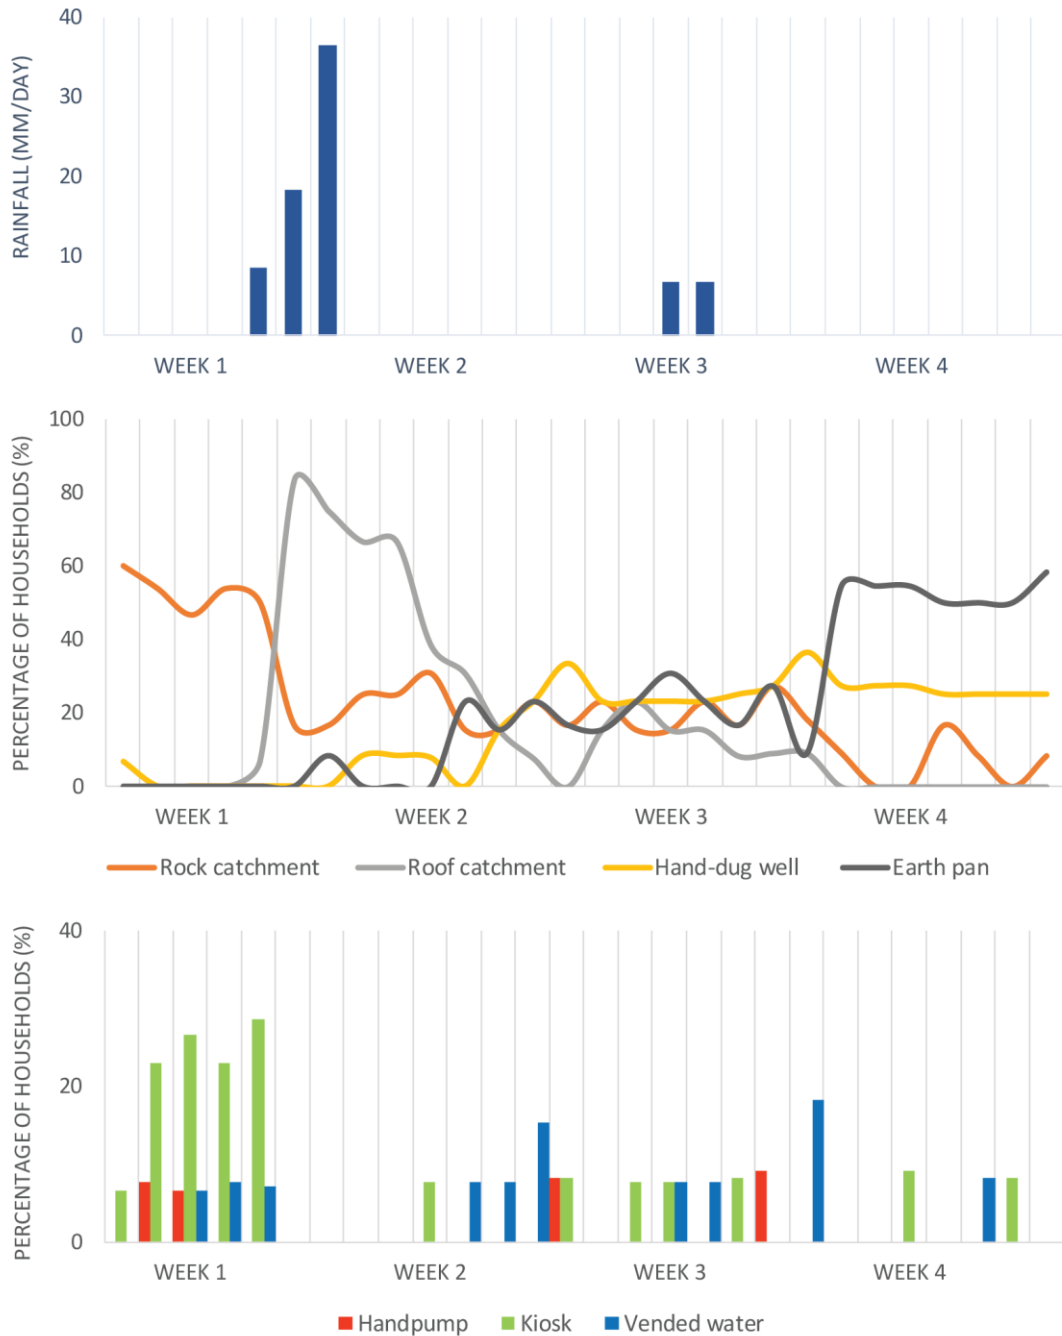 RAINFALL (MM/DAY)
40
30
20
10
0
WEEK 1 WEEK 2 WEEK 3 WEEK 4
PERCENTAGE OF HOUSEHOLDS (%)
100
80
60
40
20
0
WEEK 1 WEEK 2 WEEK 3 WEEK 4
Rock catchment Roof catchment Hand-dug well Earth pan
PERCENTAGE OF HOUSEHOLDS (%)
40
20
0
WEEK 1 WEEK 2 WEEK 3 WEEK 4
Handpump Kiosk Vended water